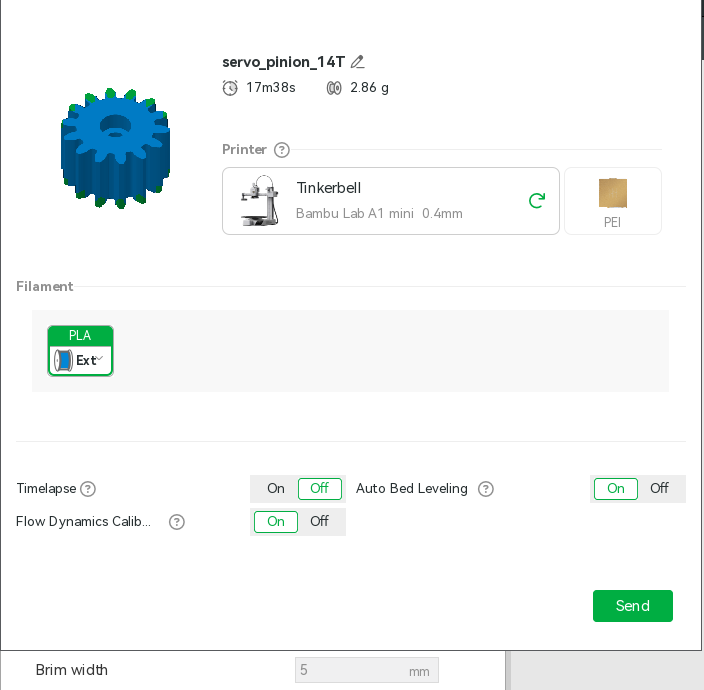 servo_pinion_14T
17m38s 2.86 g
Printer ?
Tinkerbell
Bambu Lab A1 mini 0.4mm
PEI
Filament
PLA
Ext
Timelapse ? On Off Auto Bed Leveling ? On Off
Flow Dynamics Calib... ? On Off
Send
Brim width 5 mm